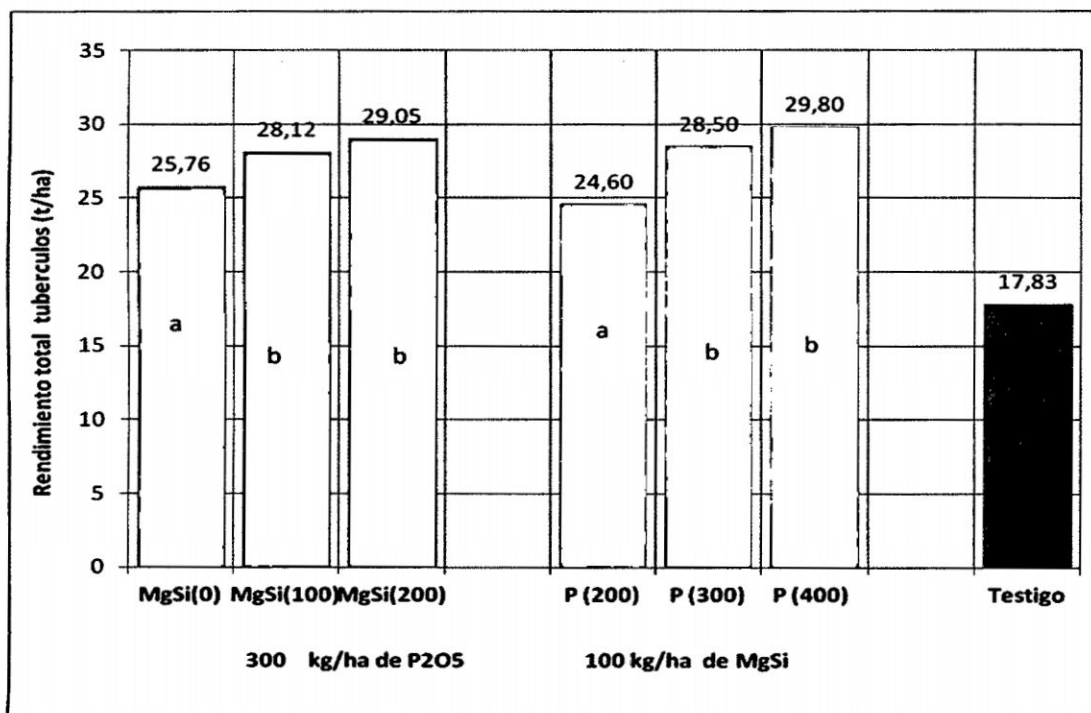 Rendimiento total tuberculos (t/ha)
35
30
25
20
15
10
5
0
25,76
28,12
29,05
24,60
28,50
29,80
17,83
a
b
b
a
b
b
MgSi(0) MgSi(100) MgSi(200) P (200) P (300) P (400) Testigo
300 kg/ha de P2O5 100 kg/ha de MgSi